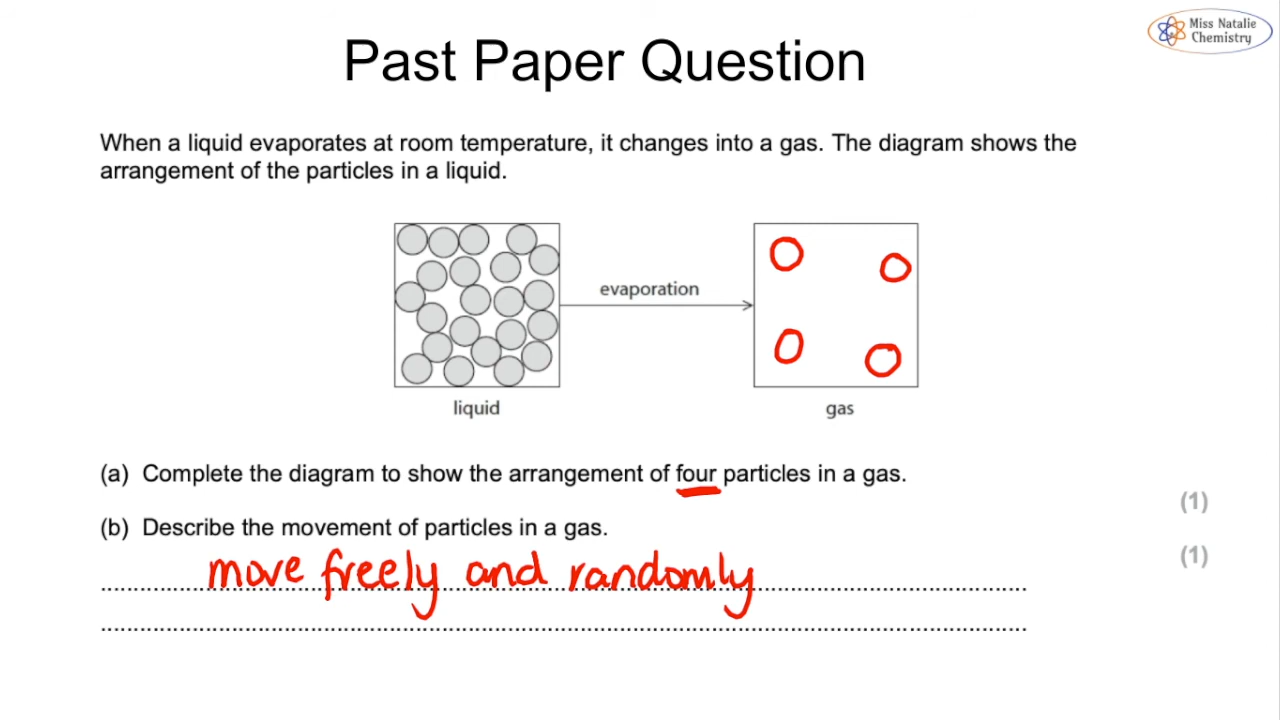 Miss Natalie
Chemistry
Past Paper Question
When a liquid evaporates at room temperature, it changes into a gas. The diagram shows the
arrangement of the particles in a liquid.
evaporation
liquid
gas
(a) Complete the diagram to show the arrangement of four particles in a gas.
(1)
(b) Describe the movement of particles in a gas.
(1)
move freely and randomly